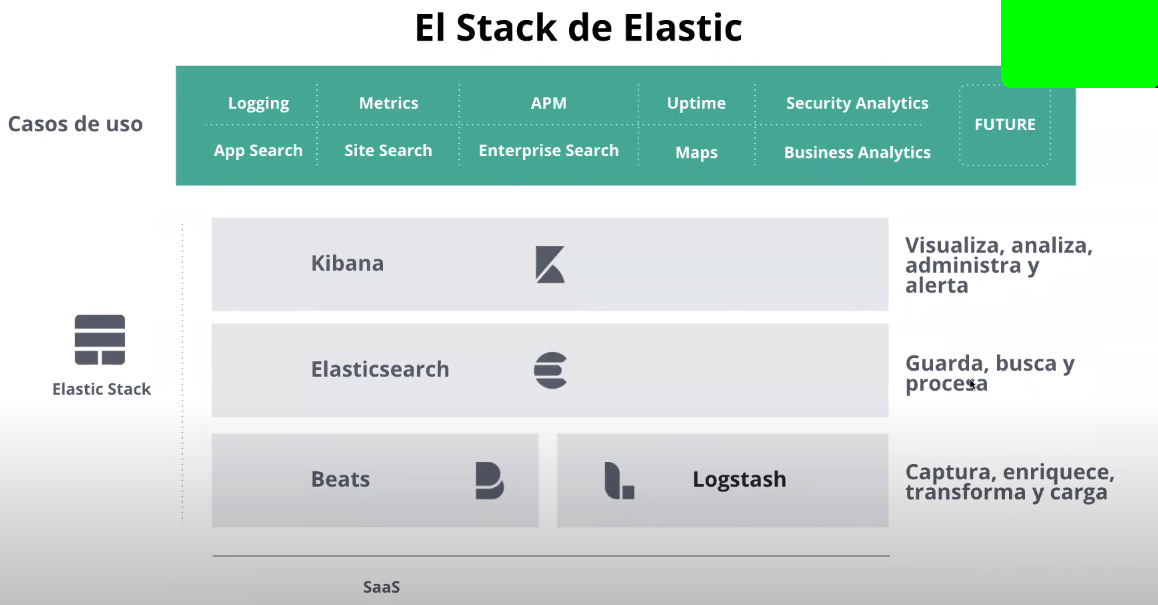 El Stack de Elastic
Casos de uso
Logging Metrics APM Uptime Security Analytics
FUTURE
App Search Site Search Enterprise Search Maps Business Analytics
Kibana
Visualiza, analiza,
administra y
alerta
Elastic Stack
Elasticsearch
Guarda, busca y
procesa
Beats
Logstash
Captura, enriquece,
transforma y carga
SaaS